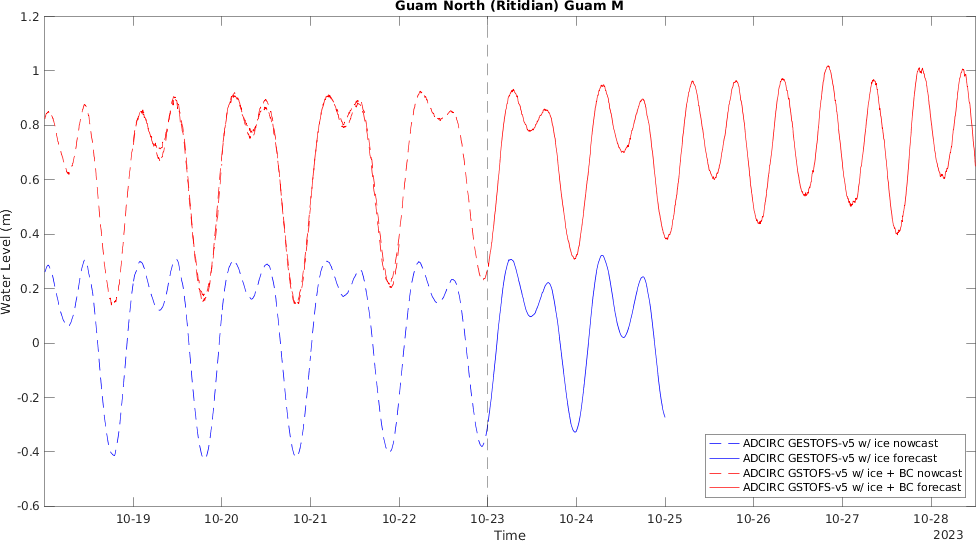 Guam North (Ritidian) Guam M
Water Level (m)
1.2
1
0.8
0.6
0.4
0.2
0
-0.2
-0.4
-0.6
ADCIRC GESTOFS-v5 w/ ice nowcast
ADCIRC GESTOFS-v5 w/ ice forecast
ADCIRC GSTOFS-v5 w/ ice + BC nowcast
ADCIRC GSTOFS-v5 w/ ice + BC forecast
10-19 10-20 10-21 10-22 10-23 10-24 10-25 10-26 10-27 10-28
Time
2023